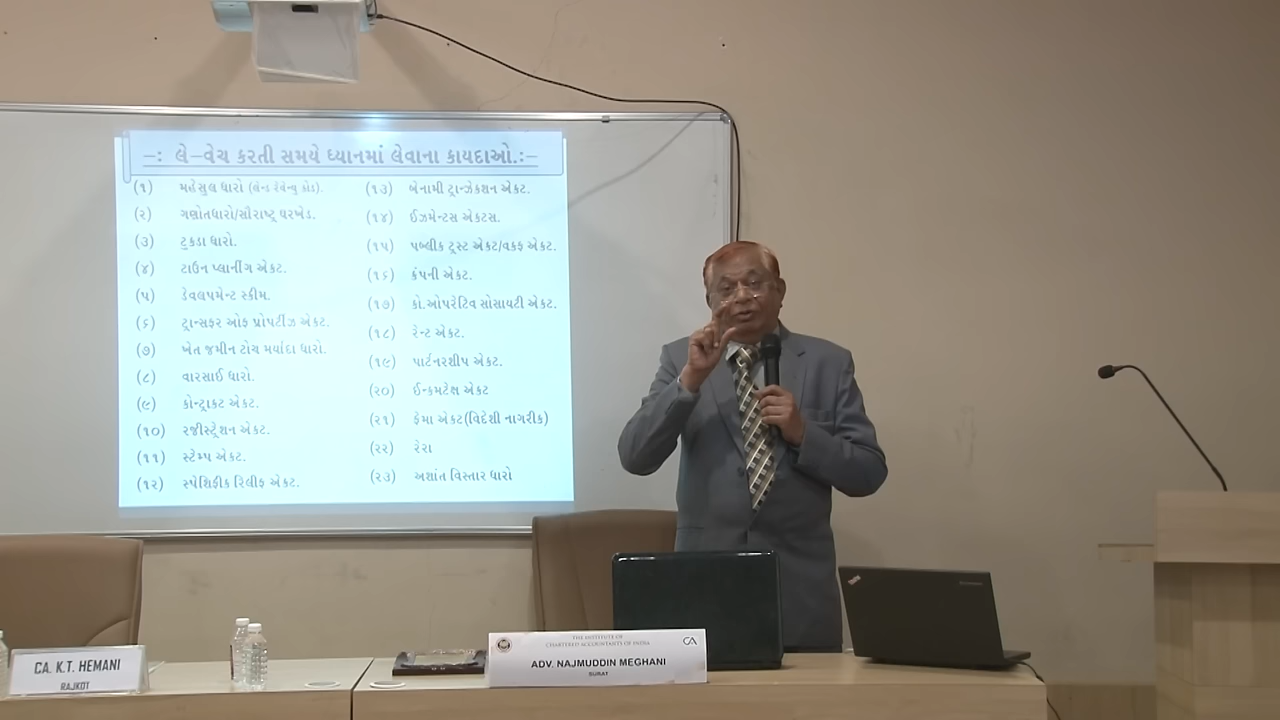 -: લે-વેચ કરતી સમયે ધ્યાનમાં લેવાના કાયદાઓ.:-
(૧) મહેસુલ ધારો (લેન્ડ રેવેન્યુ કોડ).
(૨) ગણોતધારો/સૌરાષ્ટ્ર ઘરખેડ.
(૩) ટુકડા ધારો.
(૪) ટાઉન પ્લાનીંગ એકટ.
(૫) ડેવલપમેન્ટ સ્કીમ.
(૬) ટ્રાન્સફર ઓફ પ્રોપર્ટીઝ એકટ.
(૭) ખેત જમીન ટોચ મર્યાદા ધારો.
(૮) વારસાઈ ધારો.
(૯) કોન્ટ્રાકટ એકટ.
(૧૦) રજીસ્ટ્રેશન એકટ.
(૧૧) સ્ટેમ્પ એકટ.
(૧૨) સ્પેશિફીક રિલીફ એકટ.
(૧૩) બેનામી ટ્રાન્ઝેકશન એકટ.
(૧૪) ઈઝમેન્ટસ એકટસ.
(૧૫) પબ્લીક ટ્રસ્ટ એકટ/વકફ એકટ.
(૧૬) કંપની એકટ.
(૧૭) કો.ઓપરેટિવ સોસાયટી એકટ.
(૧૮) રેન્ટ એકટ.
(૧૯) પાર્ટનરશીપ એકટ.
(૨૦) ઈન્કમટેક્ષ એકટ
(૨૧) ફેમા એકટ(વિદેશી નાગરીક)
(૨૨) રેરા
(૨૩) અશાંત વિસ્તાર ધારો
CA. K.T. HEMANI
RAJKOT
THE INSTITUTE OF
CHARTERED ACCOUNTANTS OF INDIA
CA
ADV. NAJMUDDIN MEGHANI
SURAT